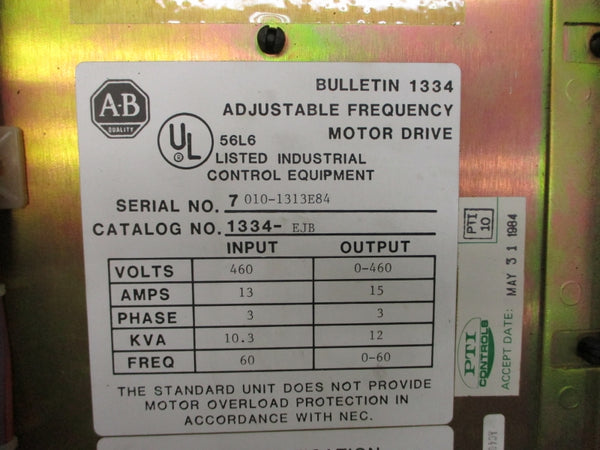 BULLETIN 1334
A-B
QUALITY
ADJUSTABLE FREQUENCY
MOTOR DRIVE
UL
®
56L6
LISTED INDUSTRIAL
CONTROL EQUIPMENT
SERIAL NO. 7 010-1313E84
CATALOG NO. 1334- EJB
INPUT OUTPUT
VOLTS 460 0-460
AMPS 13 15
PHASE 3 3
KVA 10.3 12
FREQ 60 0-60
THE STANDARD UNIT DOES NOT PROVIDE
MOTOR OVERLOAD PROTECTION IN
ACCORDANCE WITH NEC.
PTI
CONTROLS
ACCEPT DATE: MAY 31 1984
PTI
10